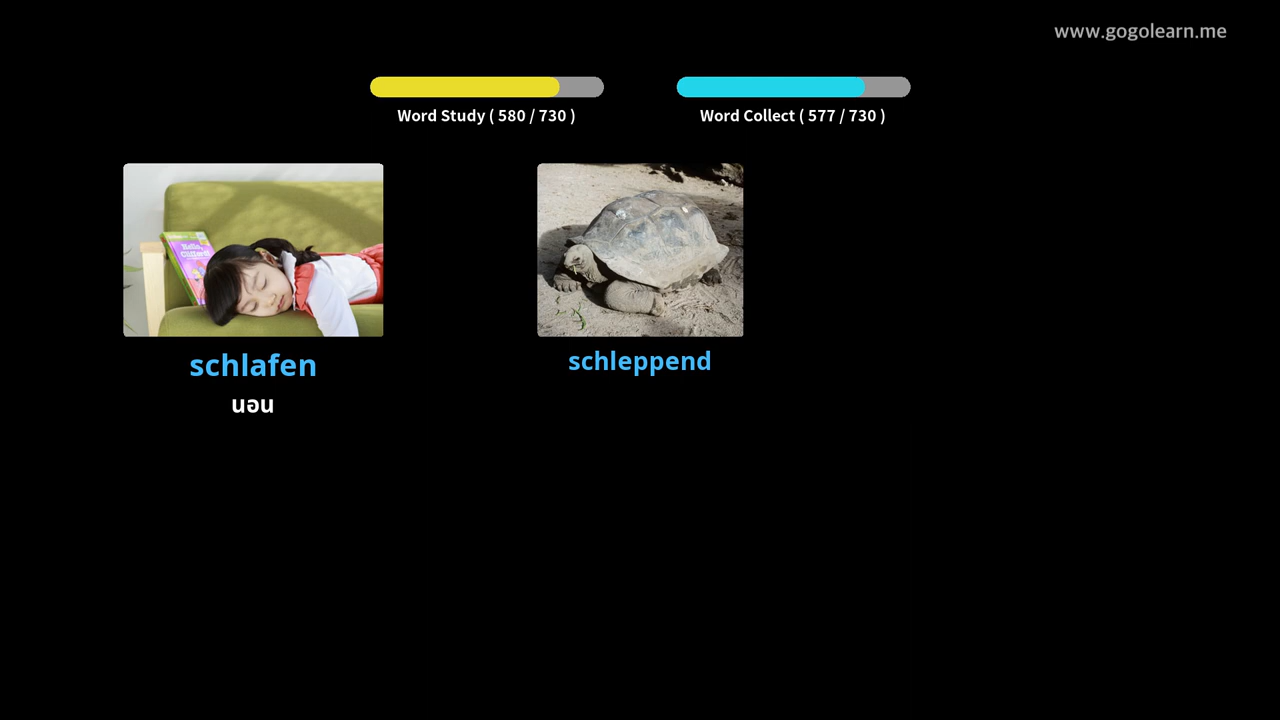 www.gogolearn.me
Word Study ( 580 / 730 )
Word Collect ( 577 / 730 )
schlafen
schleppend
นอน